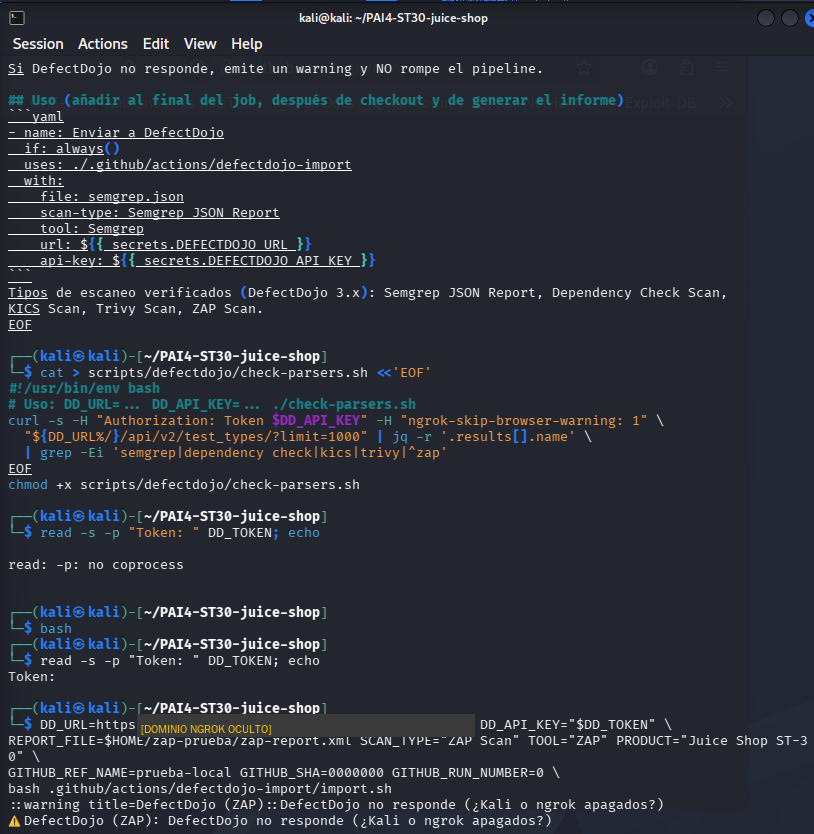 kali@kali: ~/PAI4-ST30-juice-shop
Session Actions Edit View Help
Si DefectDojo no responde, emite un warning y NO rompe el pipeline.
## Uso (añadir al final del job, después de checkout y de generar el informe)
Exploit-DB
```yaml
- name: Enviar a DefectDojo
  if: always()
  uses: ./.github/actions/defectdojo-import
  with:
    file: semgrep.json
    scan-type: Semgrep JSON Report
    tool: Semgrep
    url: ${{ secrets.DEFECTDOJO_URL }}
    api-key: ${{ secrets.DEFECTDOJO_API_KEY }}
```
Tipos de escaneo verificados (DefectDojo 3.x): Semgrep JSON Report, Dependency Check Scan,
KICS Scan, Trivy Scan, ZAP Scan.
EOF
┌──(kali㉿kali)-[~/PAI4-ST30-juice-shop]
└─$ cat > scripts/defectdojo/check-parsers.sh <<'EOF'
#!/usr/bin/env bash
# Uso: DD_URL=... DD_API_KEY=... ./check-parsers.sh
curl -s -H "Authorization: Token $DD_API_KEY" -H "ngrok-skip-browser-warning: 1" \
  "${DD_URL%/}/api/v2/test_types/?limit=1000" | jq -r '.results[].name' \
  | grep -Ei 'semgrep|dependency check|kics|trivy|^zap'
EOF
chmod +x scripts/defectdojo/check-parsers.sh
┌──(kali㉿kali)-[~/PAI4-ST30-juice-shop]
└─$ read -s -p "Token: " DD_TOKEN; echo
read: -p: no coprocess
┌──(kali㉿kali)-[~/PAI4-ST30-juice-shop]
└─$ bash
┌──(kali㉿kali)-[~/PAI4-ST30-juice-shop]
└─$ read -s -p "Token: " DD_TOKEN; echo
Token:
┌──(kali㉿kali)-[~/PAI4-ST30-juice-shop]
└─$ DD_URL=https [DOMINIO NGROK OCULTO] DD_API_KEY="$DD_TOKEN" \
REPORT_FILE=$HOME/zap-prueba/zap-report.xml SCAN_TYPE="ZAP Scan" TOOL="ZAP" PRODUCT="Juice Shop ST-3
0" \
GITHUB_REF_NAME=prueba-local GITHUB_SHA=0000000 GITHUB_RUN_NUMBER=0 \
bash .github/actions/defectdojo-import/import.sh
::warning title=DefectDojo (ZAP)::DefectDojo no responde (¿Kali o ngrok apagados?)
⚠️DefectDojo (ZAP): DefectDojo no responde (¿Kali o ngrok apagados?)